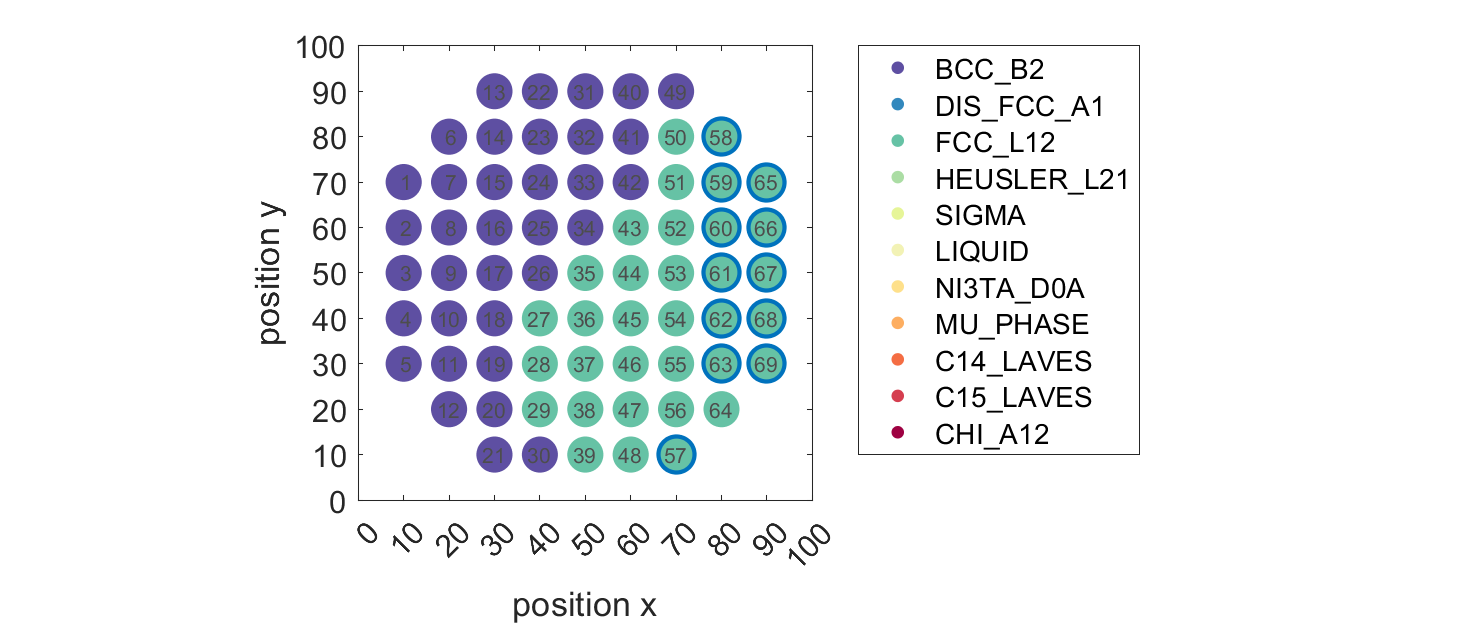 100
90
80
70
60
50
40
30
20
10
0
position y
13 22 31 40 49
6 14 23 32 41 50 58
1 7 15 24 33 42 51 59 65
2 8 16 25 34 43 52 60 66
3 9 17 26 35 44 53 61 67
4 10 18 27 36 45 54 62 68
5 11 19 28 37 46 55 63 69
12 20 29 38 47 56 64
21 30 39 48 57
0 10 20 30 40 50 60 70 80 90 100
position x
BCC_B2
DIS_FCC_A1
FCC_L12
HEUSLER_L21
SIGMA
LIQUID
NI3TA_D0A
MU_PHASE
C14_LAVES
C15_LAVES
CHI_A12